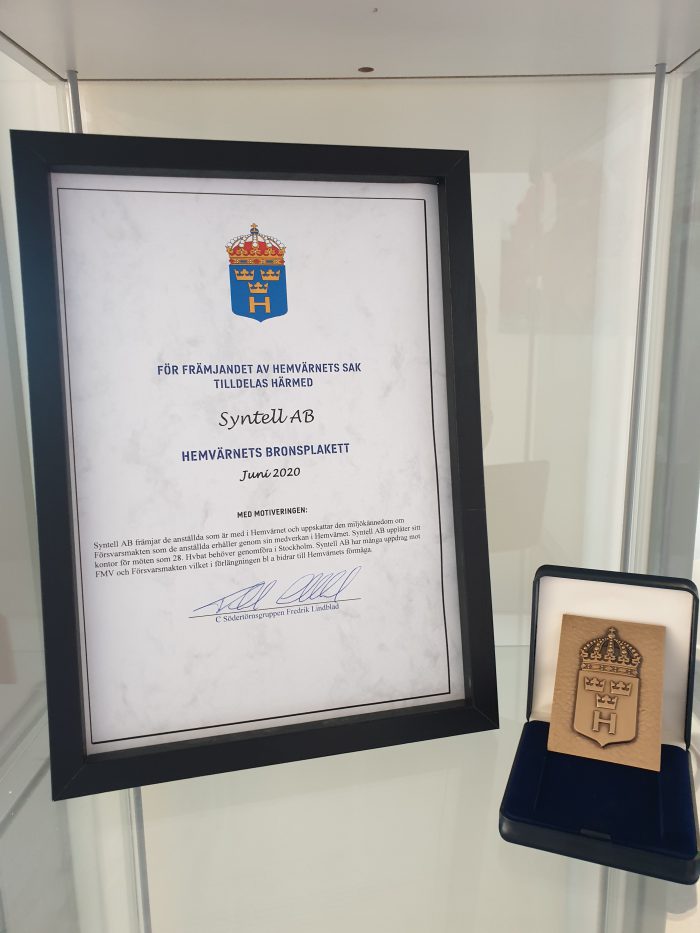 H
FÖR FRÄMJANDET AV HEMVÄRNETS SAK
TILLDELAS HÄRMED
Syntell AB
HEMVÄRNETS BRONSPLAKETT
Juni 2020
MED MOTIVERINGEN:
Syntell AB främjar de anställda som är med i Hemvärnet och uppskattar den miljökännedom om
Försvarsmakten som de anställda erhåller genom sin medverkan i Hemvärnet. Syntell AB upplåter sitt
kontor för möten som 28. Hvbat behöver genomföra i Stockholm. Syntell AB har många uppdrag mot
FMV och Försvarsmakten vilket i förlängningen bl a bidrar till Hemvärnets förmåga.
C Södertörnsgruppen Fredrik Lindblad
H